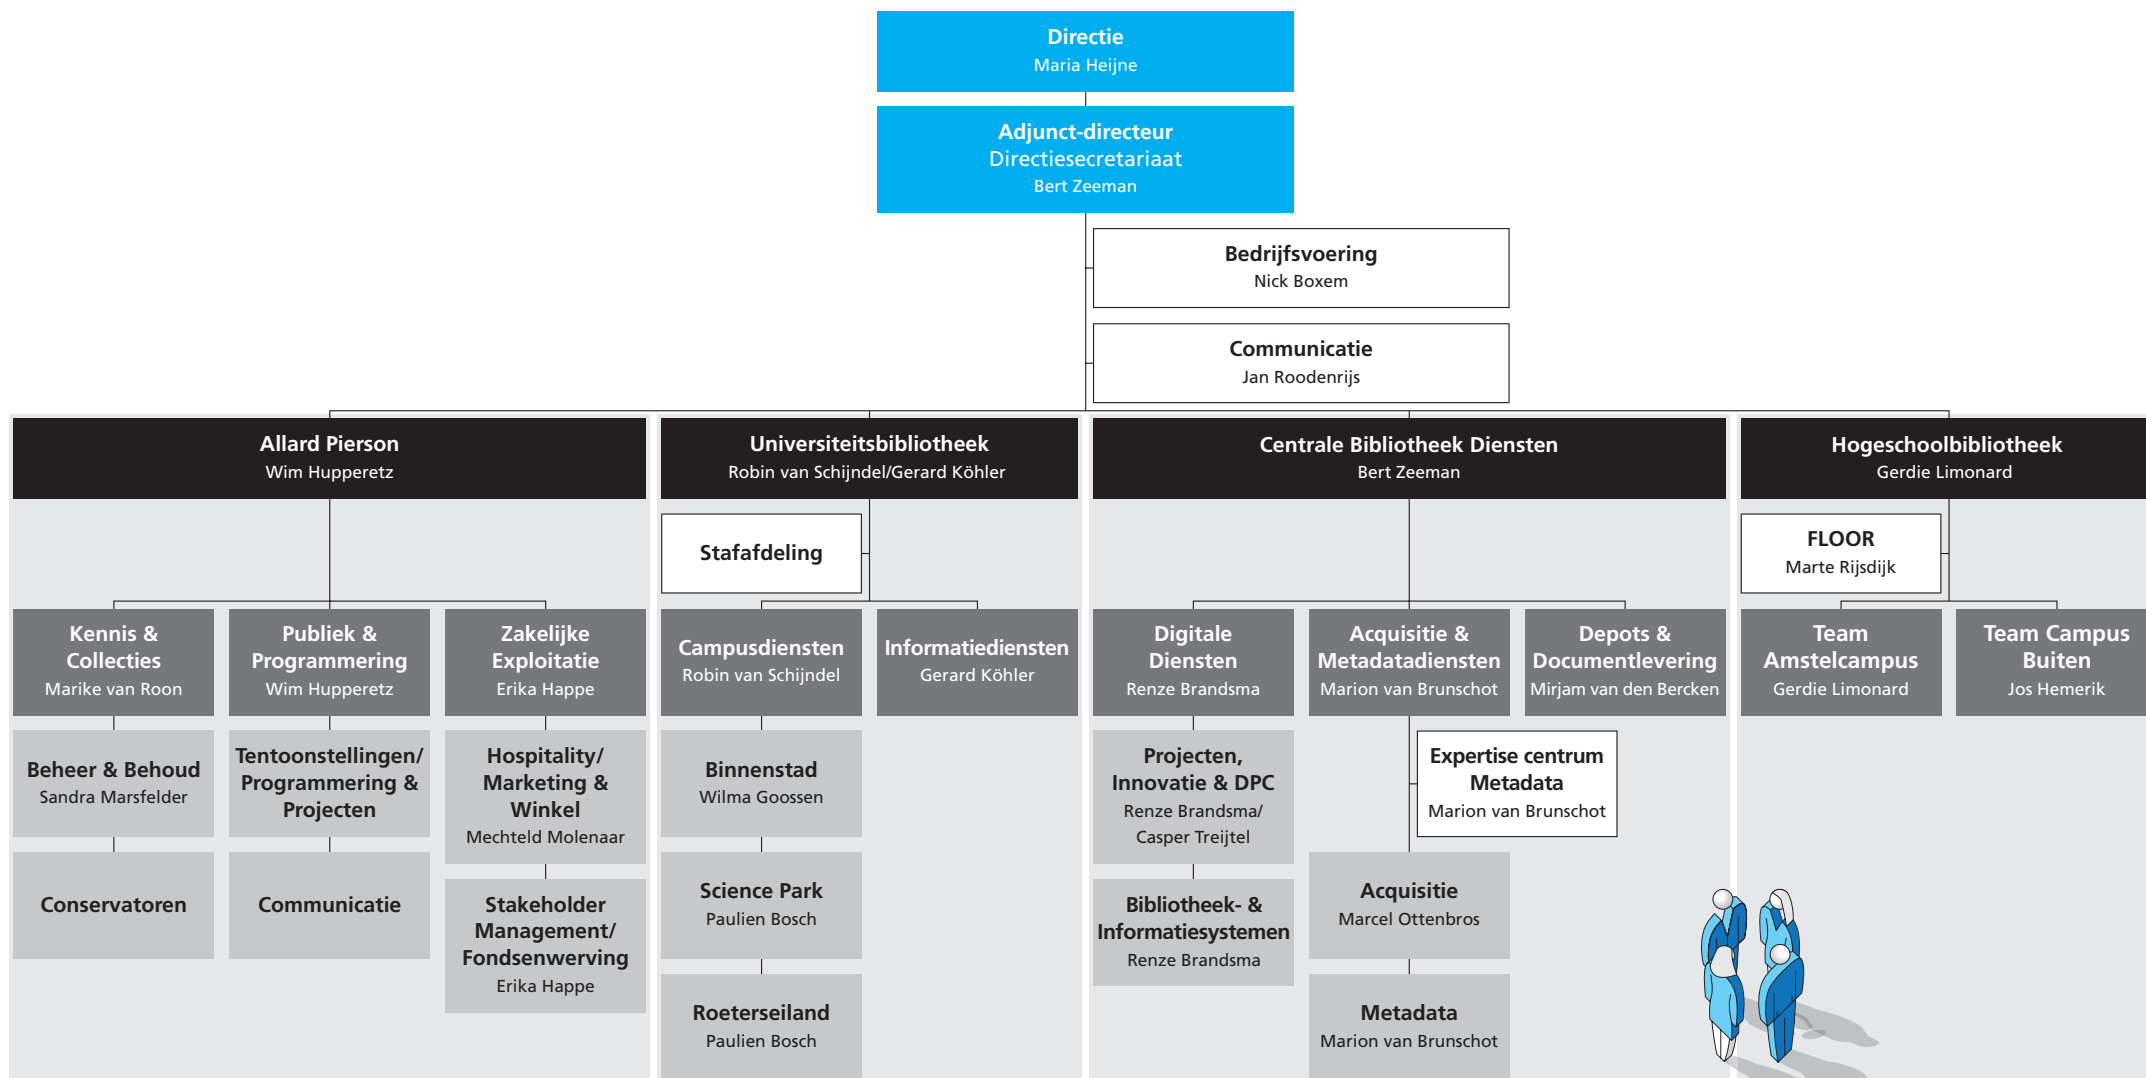 Directie
Maria Heijne
Adjunct-directeur
Directiesecretariaat
Bert Zeeman
Bedrijfsvoering
Nick Boxem
Communicatie
Jan Roodenrijs
Allard Pierson
Wim Hupperetz
Universiteitsbibliotheek
Robin van Schijndel/Gerard Köhler
Centrale Bibliotheek Diensten
Bert Zeeman
Hogeschoolbibliotheek
Gerdie Limonard
Stafafdeling
FLOOR
Marte Rijsdijk
Kennis &
Collecties
Marike van Roon
Publiek &
Programmering
Wim Hupperetz
Zakelijke
Exploitatie
Erika Happe
Campusdiensten
Robin van Schijndel
Informatiediensten
Gerard Köhler
Digitale
Diensten
Renze Brandsma
Acquisitie &
Metadatadiensten
Marion van Brunschot
Depots &
Documentlevering
Mirjam van den Bercken
Team
Amstelcampus
Gerdie Limonard
Team Campus
Buiten
Jos Hemerik
Beheer & Behoud
Sandra Marsfelder
Tentoonstellingen/
Programmering &
Projecten
Hospitality/
Marketing &
Winkel
Mechteld Molenaar
Binnenstad
Wilma Goossen
Projecten,
Innovatie & DPC
Renze Brandsma/
Casper Treijtel
Expertise centrum
Metadata
Marion van Brunschot
Conservatoren
Communicatie
Stakeholder
Management/
Fondsenwerving
Erika Happe
Science Park
Paulien Bosch
Bibliotheek- &
Informatiesystemen
Renze Brandsma
Acquisitie
Marcel Ottenbros
Roeterseiland
Paulien Bosch
Metadata
Marion van Brunschot